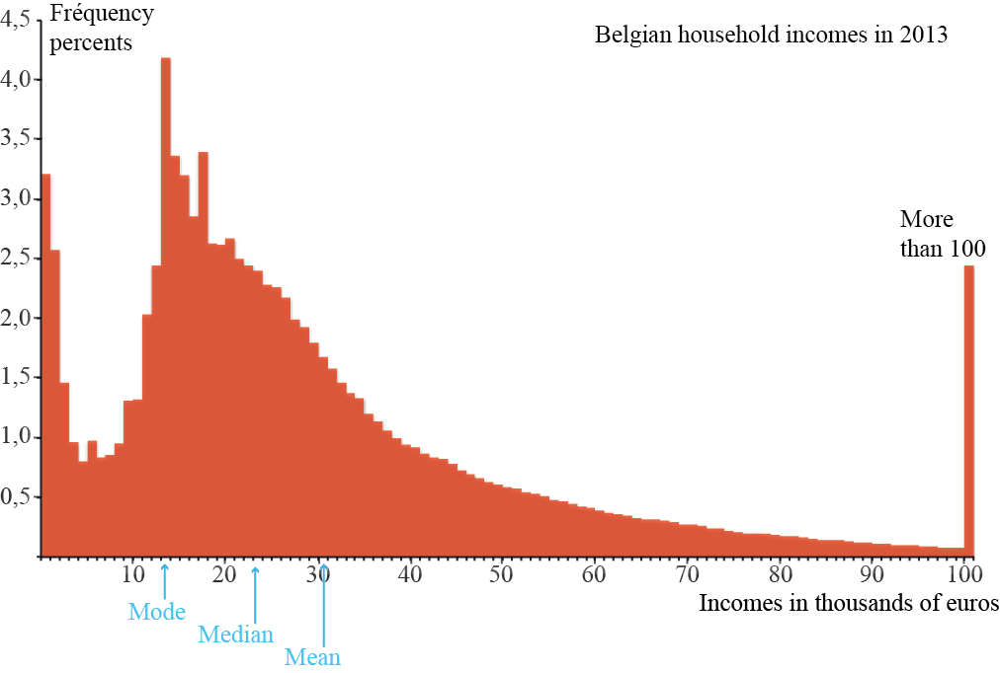 Fréquency
percents
Belgian household incomes in 2013
4,5
4,0
3,5
3,0
2,5
2,0
1,5
1,0
0,5
More
than 100
10 20 30 40 50 60 70 80 90 100
Incomes in thousands of euros
Mode
Median
Mean